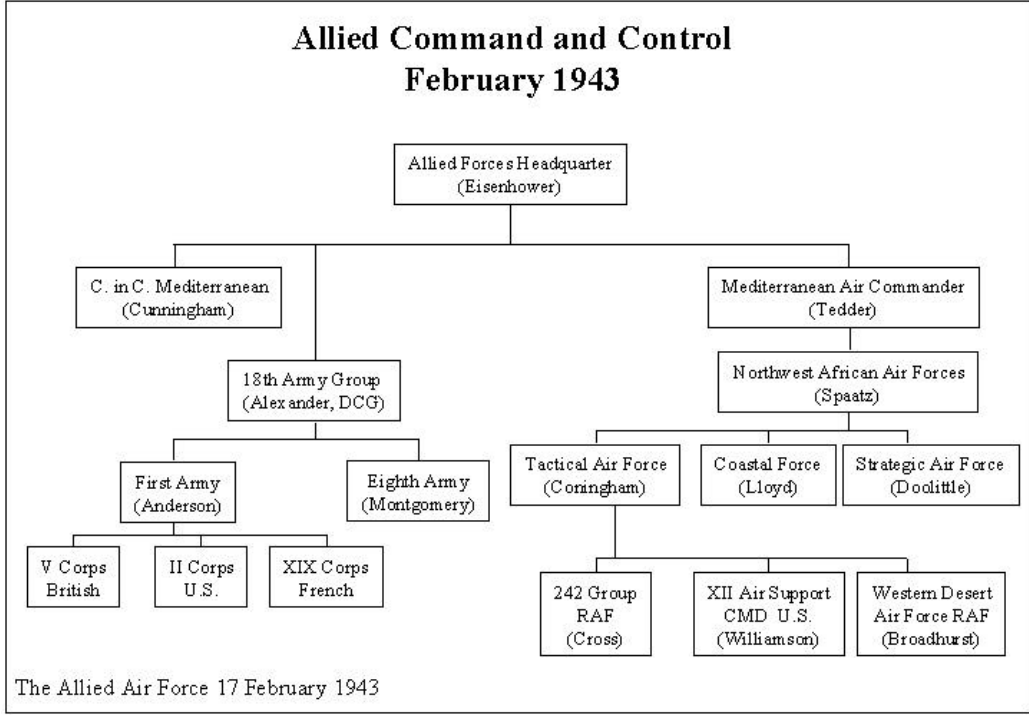 Allied Command and Control
February 1943
Allied Forces Headquarter
(Eisenhower)
C. in C. Mediterranean
(Cunningham)
Mediterranean Air Commander
(Tedder)
18th Army Group
(Alexander, DCG)
Northwest African Air Forces
(Spaatz)
First Army
(Anderson)
Eighth Army
(Montgomery)
Tactical Air Force
(Coningham)
Coastal Force
(Lloyd)
Strategic Air Force
(Doolittle)
V Corps
British
II Corps
U.S.
XIX Corps
French
242 Group
RAF
(Cross)
XII Air Support
CMD U.S.
(Williamson)
Western Desert
Air Force RAF
(Broadhurst)
The Allied Air Force 17 February 1943